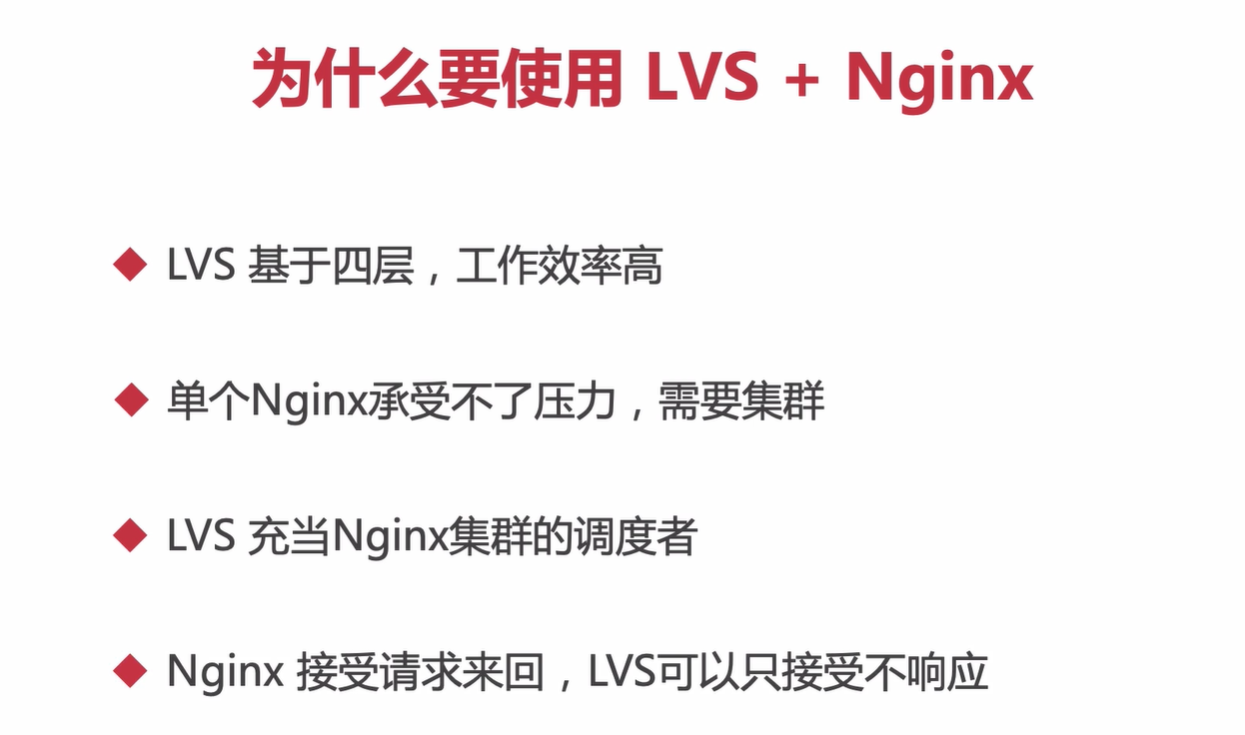 为什么要使用 LVS + Nginx
LVS 基于四层，工作效率高
单个Nginx承受不了压力，需要集群
LVS 充当Nginx集群的调度者
Nginx 接受请求来回，LVS可以只接受不响应